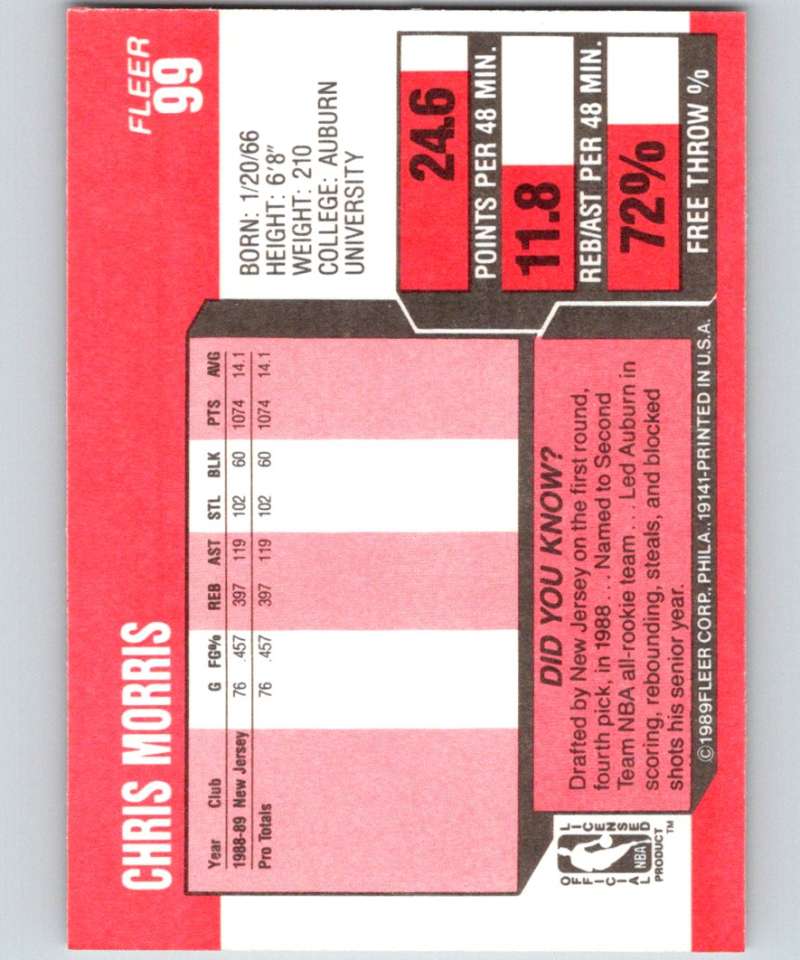 CHRIS MORRIS
FLEER
99
BORN: 1/20/66
HEIGHT: 6'8"
WEIGHT: 210
COLLEGE: AUBURN
UNIVERSITY
Year Club G FG% REB AST STL BLK PTS AVG
1988-89 New Jersey 76 .457 397 119 102 60 1074 14.1
Pro Totals 76 .457 397 119 102 60 1074 14.1
24.6
POINTS PER 48 MIN.
11.8
REB/AST PER 48 MIN.
72%
FREE THROW %
DID YOU KNOW?
Drafted by New Jersey on the first round,
fourth pick, in 1988 . . . Named to Second
Team NBA all-rookie team . . . Led Auburn in
scoring, rebounding, steals, and blocked
shots his senior year.
OFFICIAL
NBA
LICENSED
PRODUCT™
©1989FLEER CORP., PHILA., 19141-PRINTED IN U.S.A.